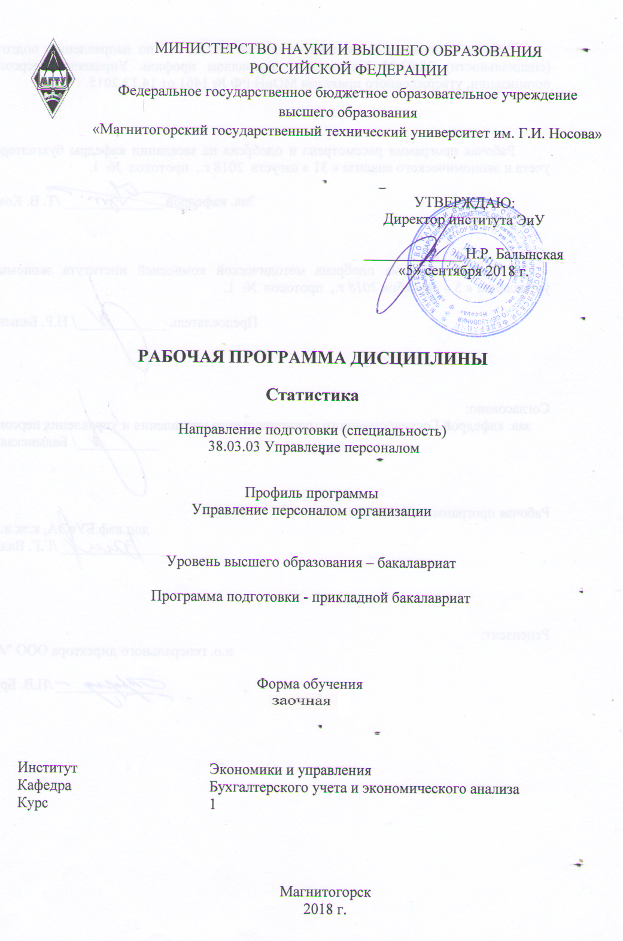 МИНИСТЕРСТВО НАУКИ И ВЫСШЕГО ОБРАЗОВАНИЯ
РОССИЙСКОЙ ФЕДЕРАЦИИ
Федеральное государственное бюджетное образовательное учреждение
высшего образования
«Магнитогорский государственный технический университет им. Г.И. Носова»
МГТУ
УТВЕРЖДАЮ:
Директор института ЭиУ
Н.Р. Балынская
«5» сентября 2018 г.
РАБОЧАЯ ПРОГРАММА ДИСЦИПЛИНЫ
Статистика
Направление подготовки (специальность)
38.03.03 Управление персоналом
Профиль программы
Управление персоналом организации
Уровень высшего образования – бакалавриат
Программа подготовки - прикладной бакалавриат
Форма обучения
заочная
Институт Экономики и управления
Кафедра Бухгалтерского учета и экономического анализа
Курс 1
Магнитогорск
2018 г.